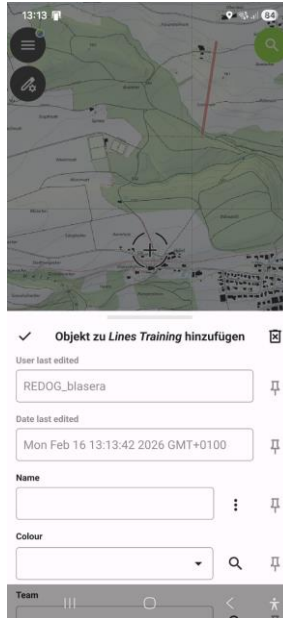 13:13
84
Objekt zu Lines Training hinzufügen
User last edited
REDOG_blasera
Date last edited
Mon Feb 16 13:13:42 2026 GMT+0100
Name
Colour
Team